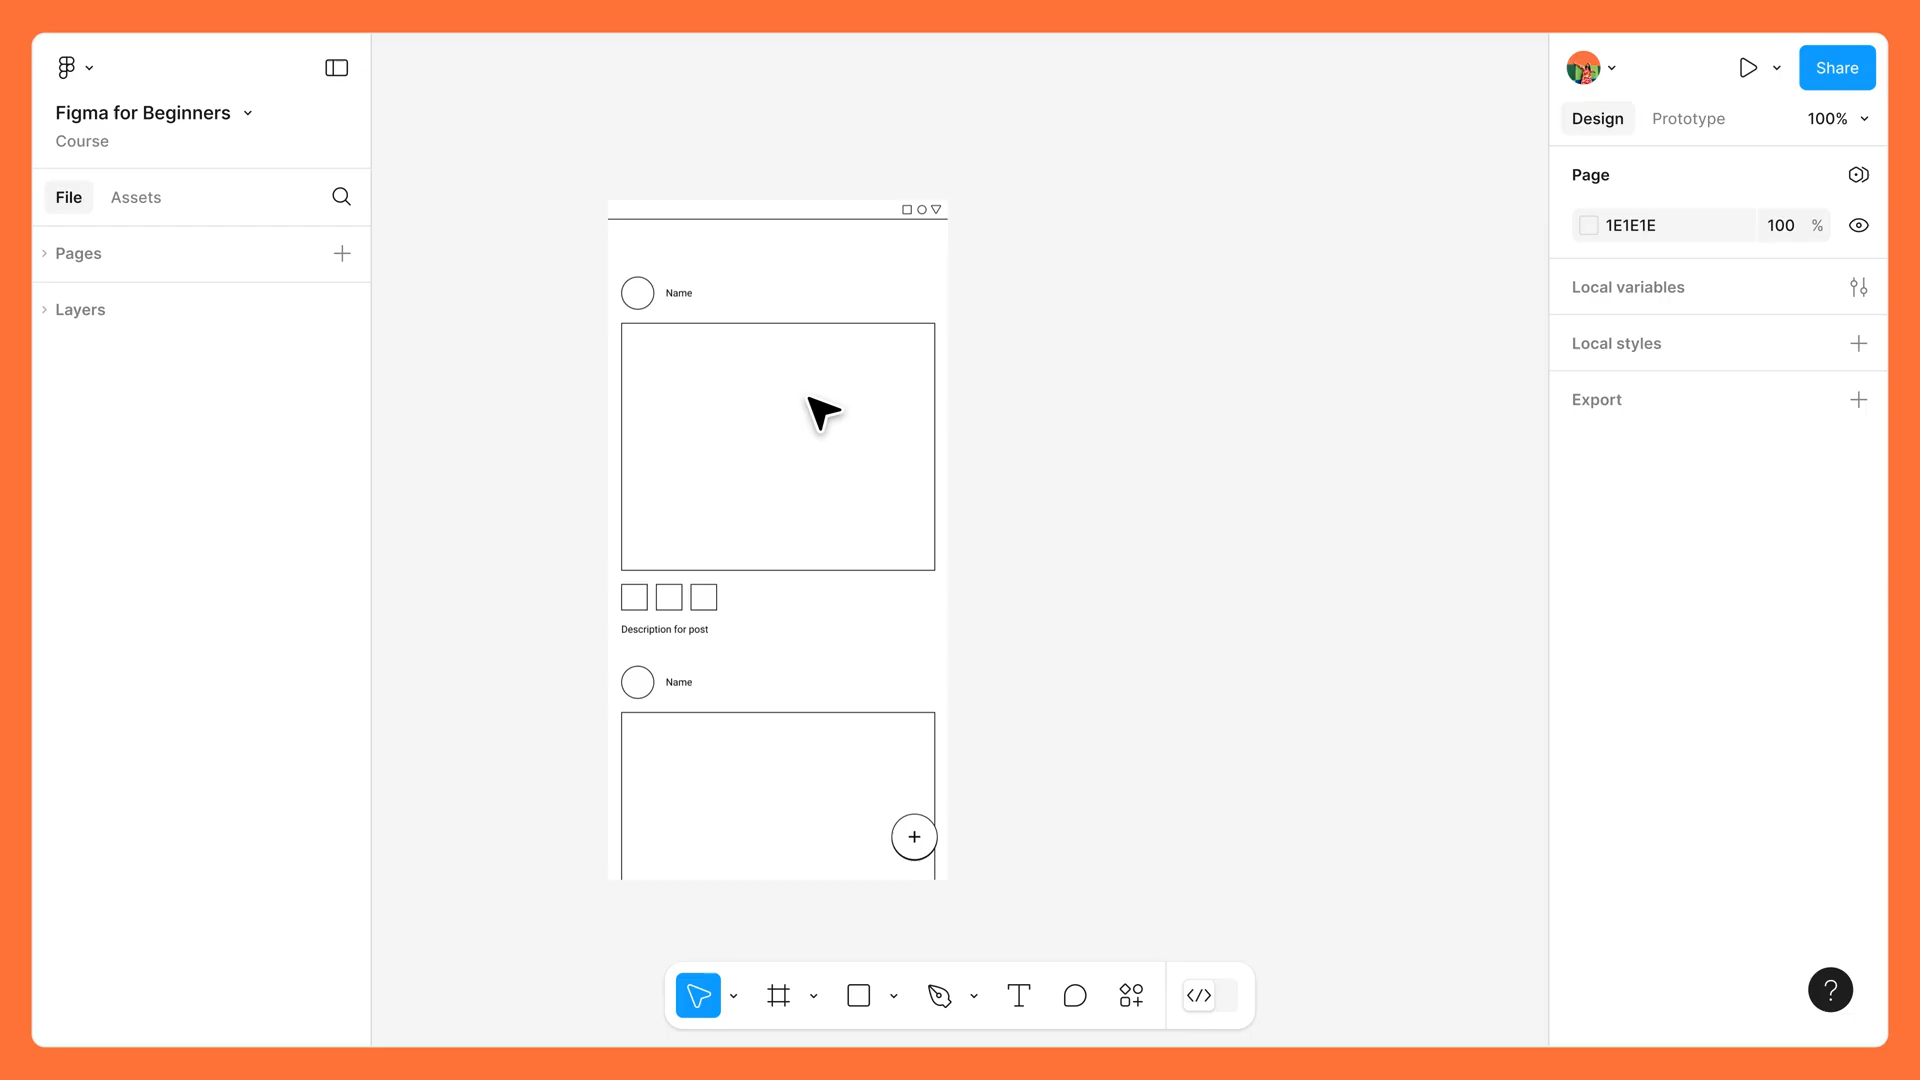 Figma for Beginners
Course
File Assets
Pages
Layers
Name
Description for post
Name
Share
Design Prototype 100%
Page
1E1E1E 100 %
Local variables
Local styles
Export
?